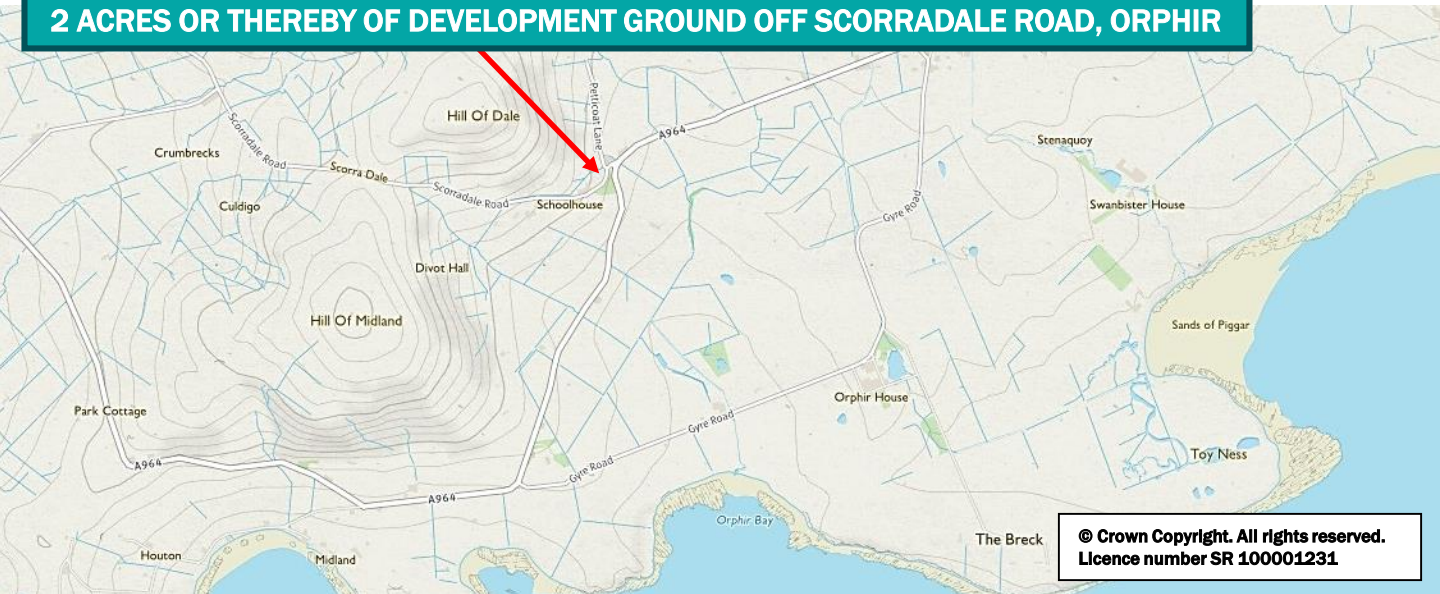 2 ACRES OR THEREBY OF DEVELOPMENT GROUND OFF SCORRADALE ROAD, ORPHIR
Hill Of Dale
Petticoat Lane
A964
Scorradale Road
Crumbrecks
Scorra Dale
Scorradale Road
Culdigo
Schoolhouse
Stenaquoy
Swanbister House
Gyre Road
Divot Hall
Hill Of Midland
Sands of Piggar
Orphir House
Park Cottage
Gyre Road
A964
Gyre Road
A964
Toy Ness
Orphir Bay
The Breck
Houton
Midland
© Crown Copyright. All rights reserved.
Licence number SR 100001231